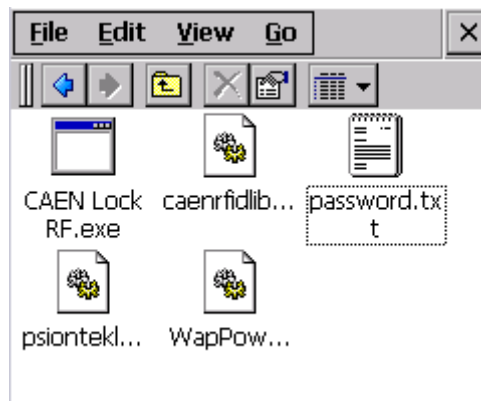 File Edit View Go
CAEN Lock
RF.exe
caenrfidlib...
password.tx
t
psiontekl...
WapPow...